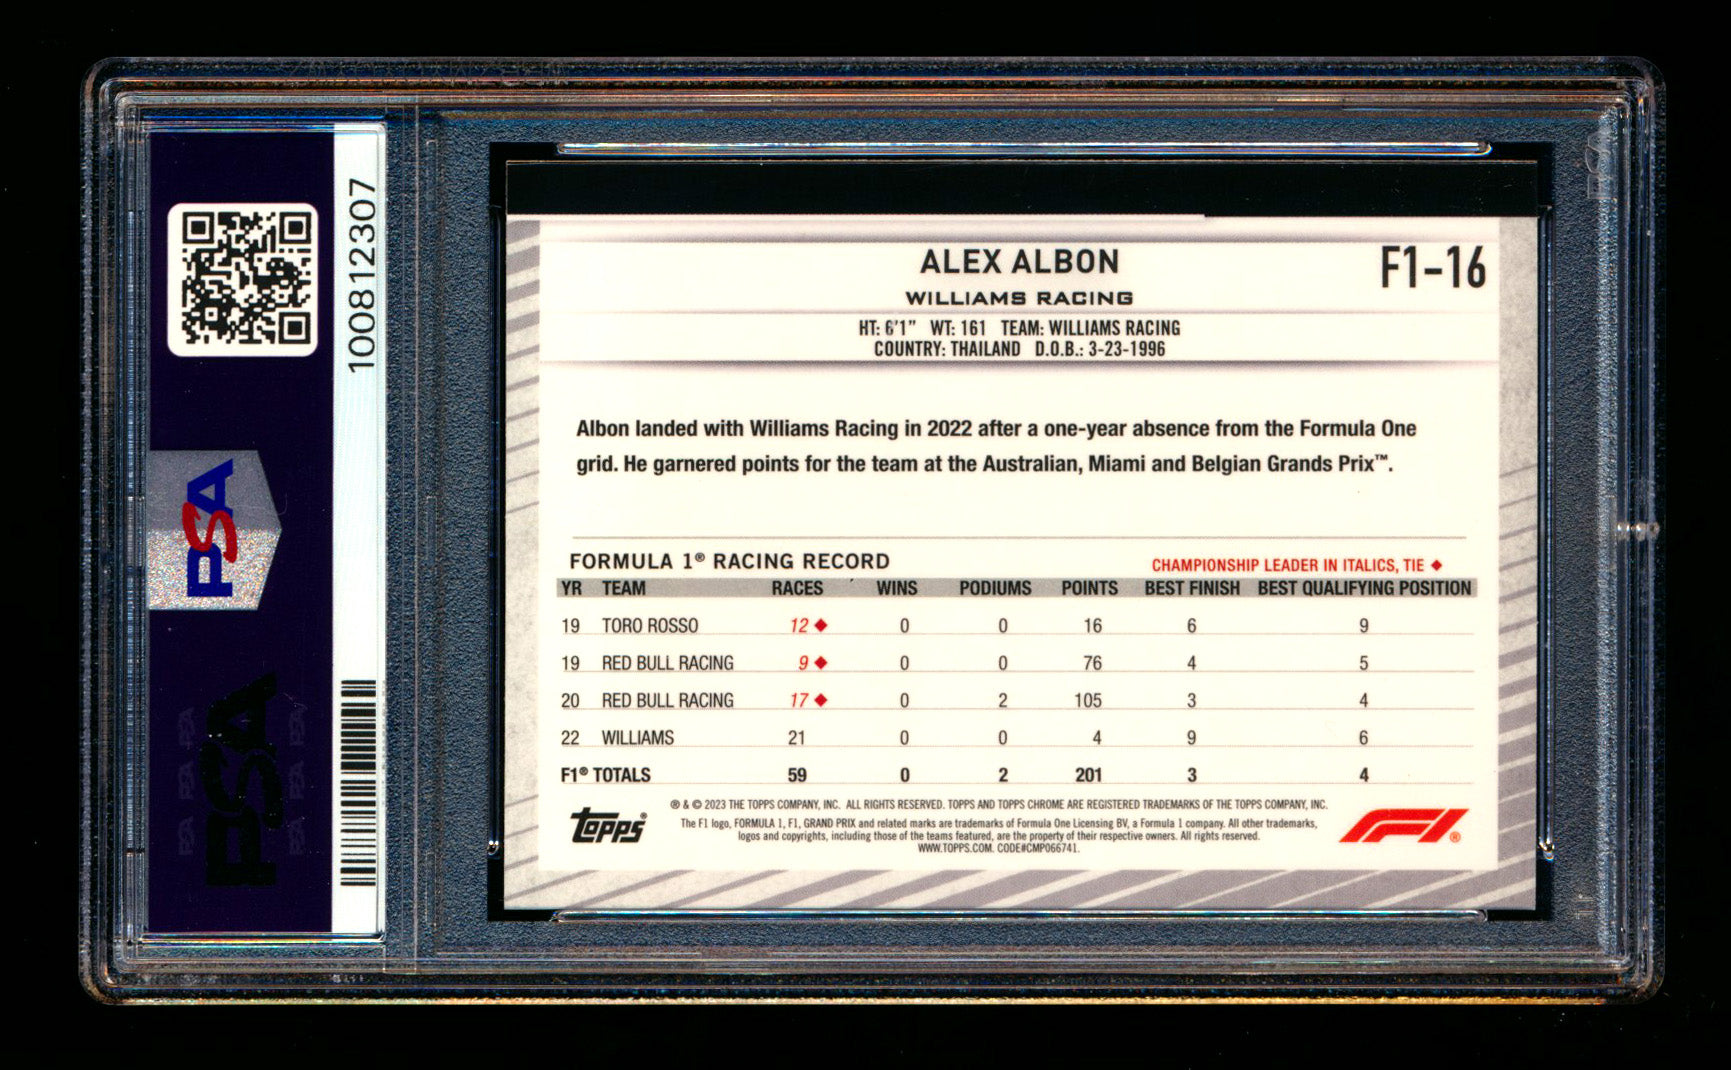 100812307
PSA
PSA
ALEX ALBON
F1-16
WILLIAMS RACING
HT: 6'1" WT: 161 TEAM: WILLIAMS RACING
COUNTRY: THAILAND D.O.B.: 3-23-1996
Albon landed with Williams Racing in 2022 after a one-year absence from the Formula One
grid. He garnered points for the team at the Australian, Miami and Belgian Grands Prix™.
FORMULA 1® RACING RECORD
CHAMPIONSHIP LEADER IN ITALICS, TIE ◆
YR TEAM RACES WINS PODIUMS POINTS BEST FINISH BEST QUALIFYING POSITION
19 TORO ROSSO 12 ◆ 0 0 16 6 9
19 RED BULL RACING 9 ◆ 0 0 76 4 5
20 RED BULL RACING 17 ◆ 0 2 105 3 4
22 WILLIAMS 21 0 0 4 9 6
F1® TOTALS 59 0 2 201 3 4
® & © 2023 THE TOPPS COMPANY, INC. ALL RIGHTS RESERVED. TOPPS AND TOPPS CHROME ARE REGISTERED TRADEMARKS OF THE TOPPS COMPANY, INC.
The F1 logo, FORMULA 1, F1, GRAND PRIX and related marks are trademarks of Formula One Licensing BV, a Formula 1 company. All other trademarks,
logos and copyrights, including those of the teams featured, are the property of their respective owners. All rights reserved.
WWW.TOPPS.COM. CODE#CMP066741.
topps®
F1®